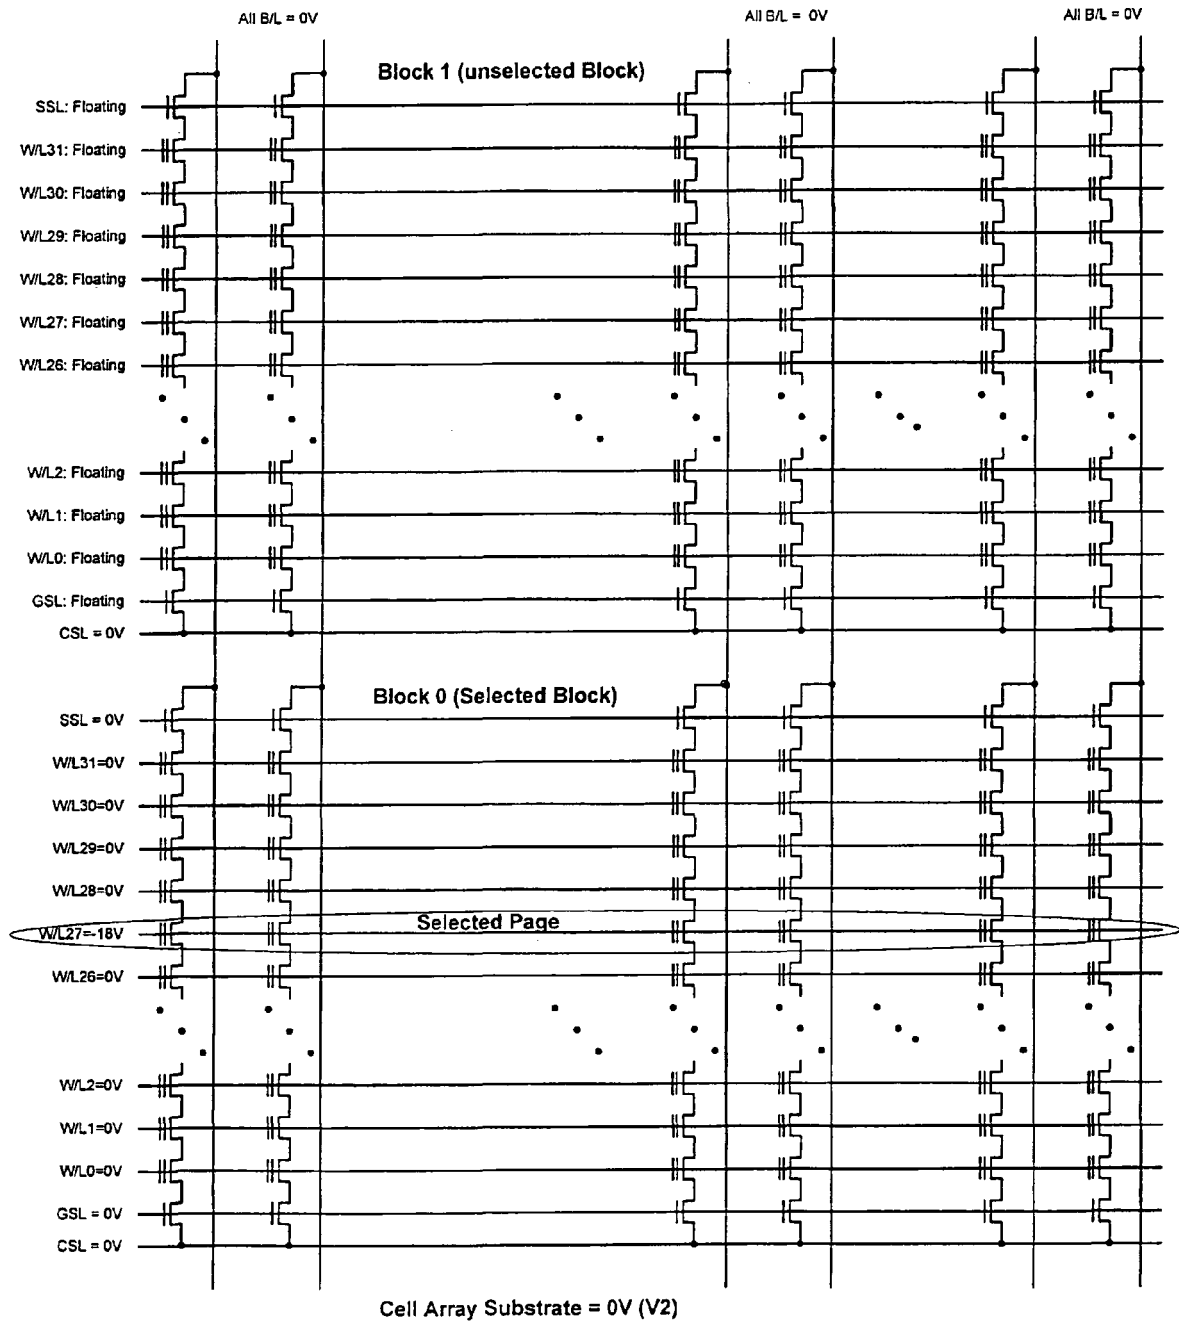 All B/L = 0V
All B/L = 0V
All B/L = 0V
Block 1 (unselected Block)
SSL: Floating
W/L31: Floating
W/L30: Floating
W/L29: Floating
W/L28: Floating
W/L27: Floating
W/L26: Floating
W/L2: Floating
W/L1: Floating
W/L0: Floating
GSL: Floating
CSL = 0V
Block 0 (Selected Block)
SSL = 0V
W/L31=0V
W/L30=0V
W/L29=0V
W/L28=0V
Selected Page
W/L27=-18V
W/L26=0V
W/L2=0V
W/L1=0V
W/L0=0V
GSL = 0V
CSL = 0V
Cell Array Substrate = 0V (V2)